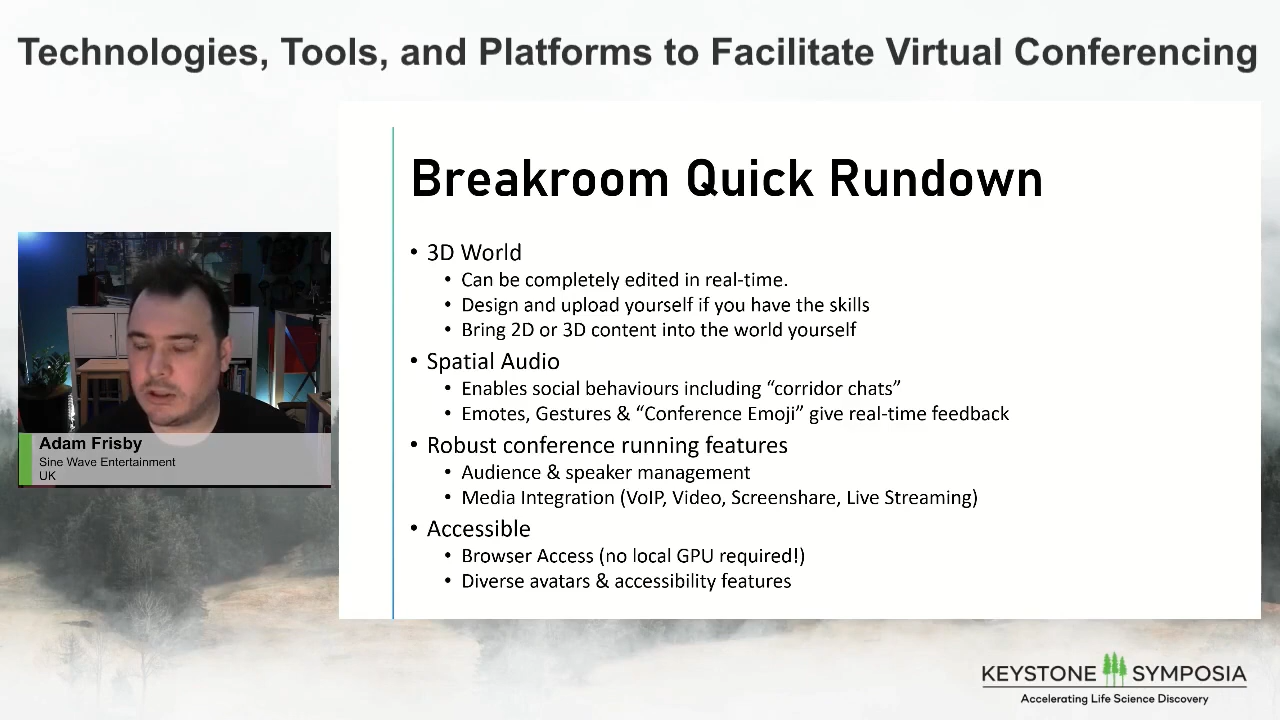 Technologies, Tools, and Platforms to Facilitate Virtual Conferencing
Breakroom Quick Rundown
• 3D World
• Can be completely edited in real-time.
• Design and upload yourself if you have the skills
• Bring 2D or 3D content into the world yourself
• Spatial Audio
• Enables social behaviours including “corridor chats”
• Emotes, Gestures & “Conference Emoji” give real-time feedback
• Robust conference running features
• Audience & speaker management
• Media Integration (VoIP, Video, Screenshare, Live Streaming)
• Accessible
• Browser Access (no local GPU required!)
• Diverse avatars & accessibility features
Adam Frisby
Sine Wave Entertainment
UK
KEYSTONE SYMPOSIA
Accelerating Life Science Discovery